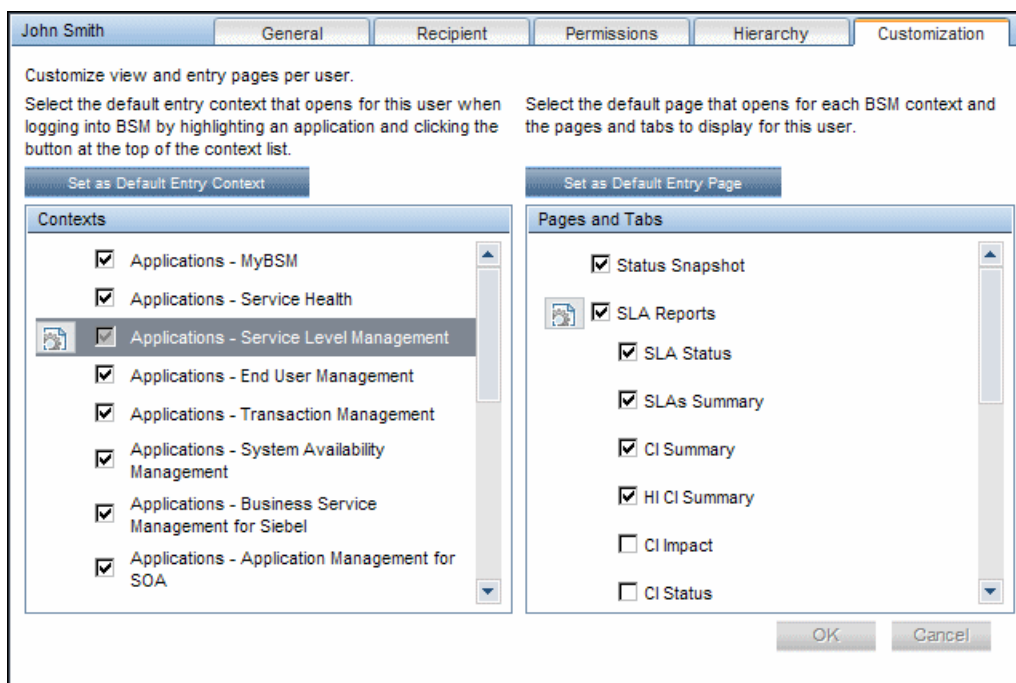 John Smith
General
Recipient
Permissions
Hierarchy
Customization
Customize view and entry pages per user.
Select the default entry context that opens for this user when
logging into BSM by highlighting an application and clicking the
button at the top of the context list.
Select the default page that opens for each BSM context and
the pages and tabs to display for this user.
Set as Default Entry Context
Set as Default Entry Page
Contexts
Applications - MyBSM
Applications - Service Health
Applications - Service Level Management
Applications - End User Management
Applications - Transaction Management
Applications - System Availability
Management
Applications - Business Service
Management for Siebel
Applications - Application Management for
SOA
Pages and Tabs
Status Snapshot
SLA Reports
SLA Status
SLAs Summary
CI Summary
HI CI Summary
CI Impact
CI Status
OK
Cancel